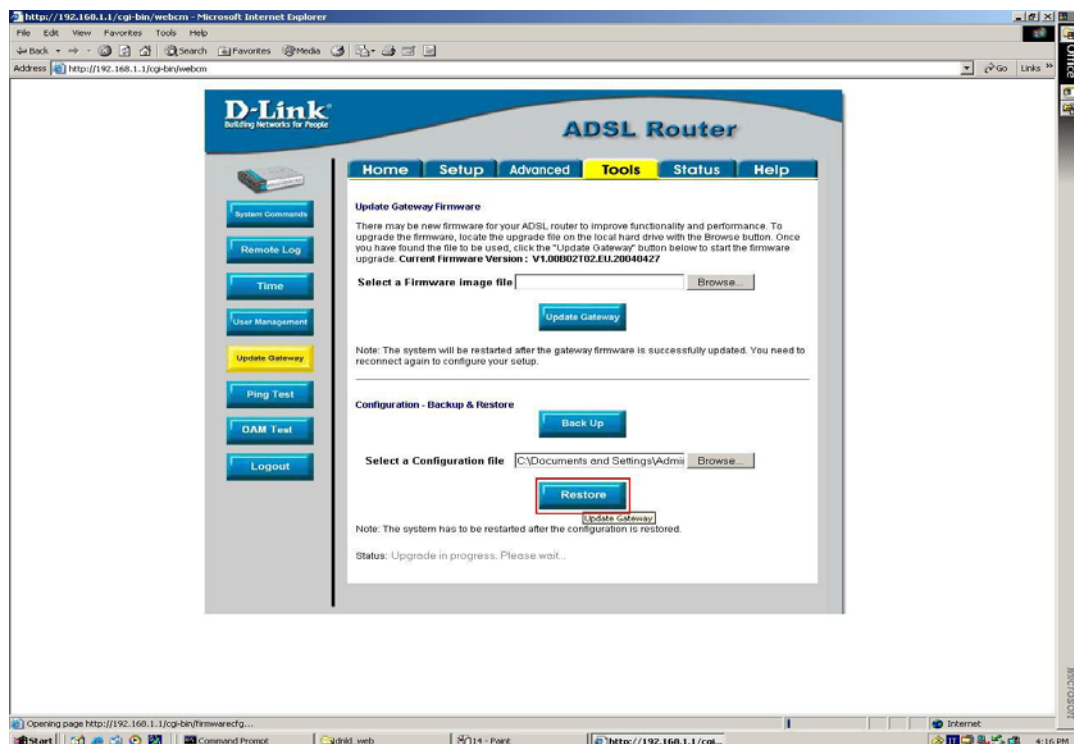 http://192.168.1.1/cgi-bin/webcm - Microsoft Internet Explorer
File Edit View Favorites Tools Help
Back Search Favorites Media
Address http://192.168.1.1/cgi-bin/webcm Go Links »
Office
D-Link
Building Networks for People
ADSL Router
Home Setup Advanced Tools Status Help
System Commands
Remote Log
Time
User Management
Update Gateway
Ping Test
OAM Test
Logout
Update Gateway Firmware
There may be new firmware for your ADSL router to improve functionality and performance. To
upgrade the firmware, locate the upgrade file on the local hard drive with the Browse button. Once
you have found the file to be used, click the "Update Gateway" button below to start the firmware
upgrade. Current Firmware Version : V1.00B02T02.EU.20040427
Select a Firmware image file Browse...
Update Gateway
Note: The system will be restarted after the gateway firmware is successfully updated. You need to
reconnect again to configure your setup.
Configuration - Backup & Restore
Back Up
Select a Configuration file C:\Documents and Settings\Admii Browse...
Restore
Update Gateway
Note: The system has to be restarted after the configuration is restored.
Status: Upgrade in progress. Please wait...
Microsoft
Opening page http://192.168.1.1/cgi-bin/firmwarecfg... Internet
Start Command Prompt dnld_web 14 - Paint http://192.168.1.1/cgi... IT 4:16 PM